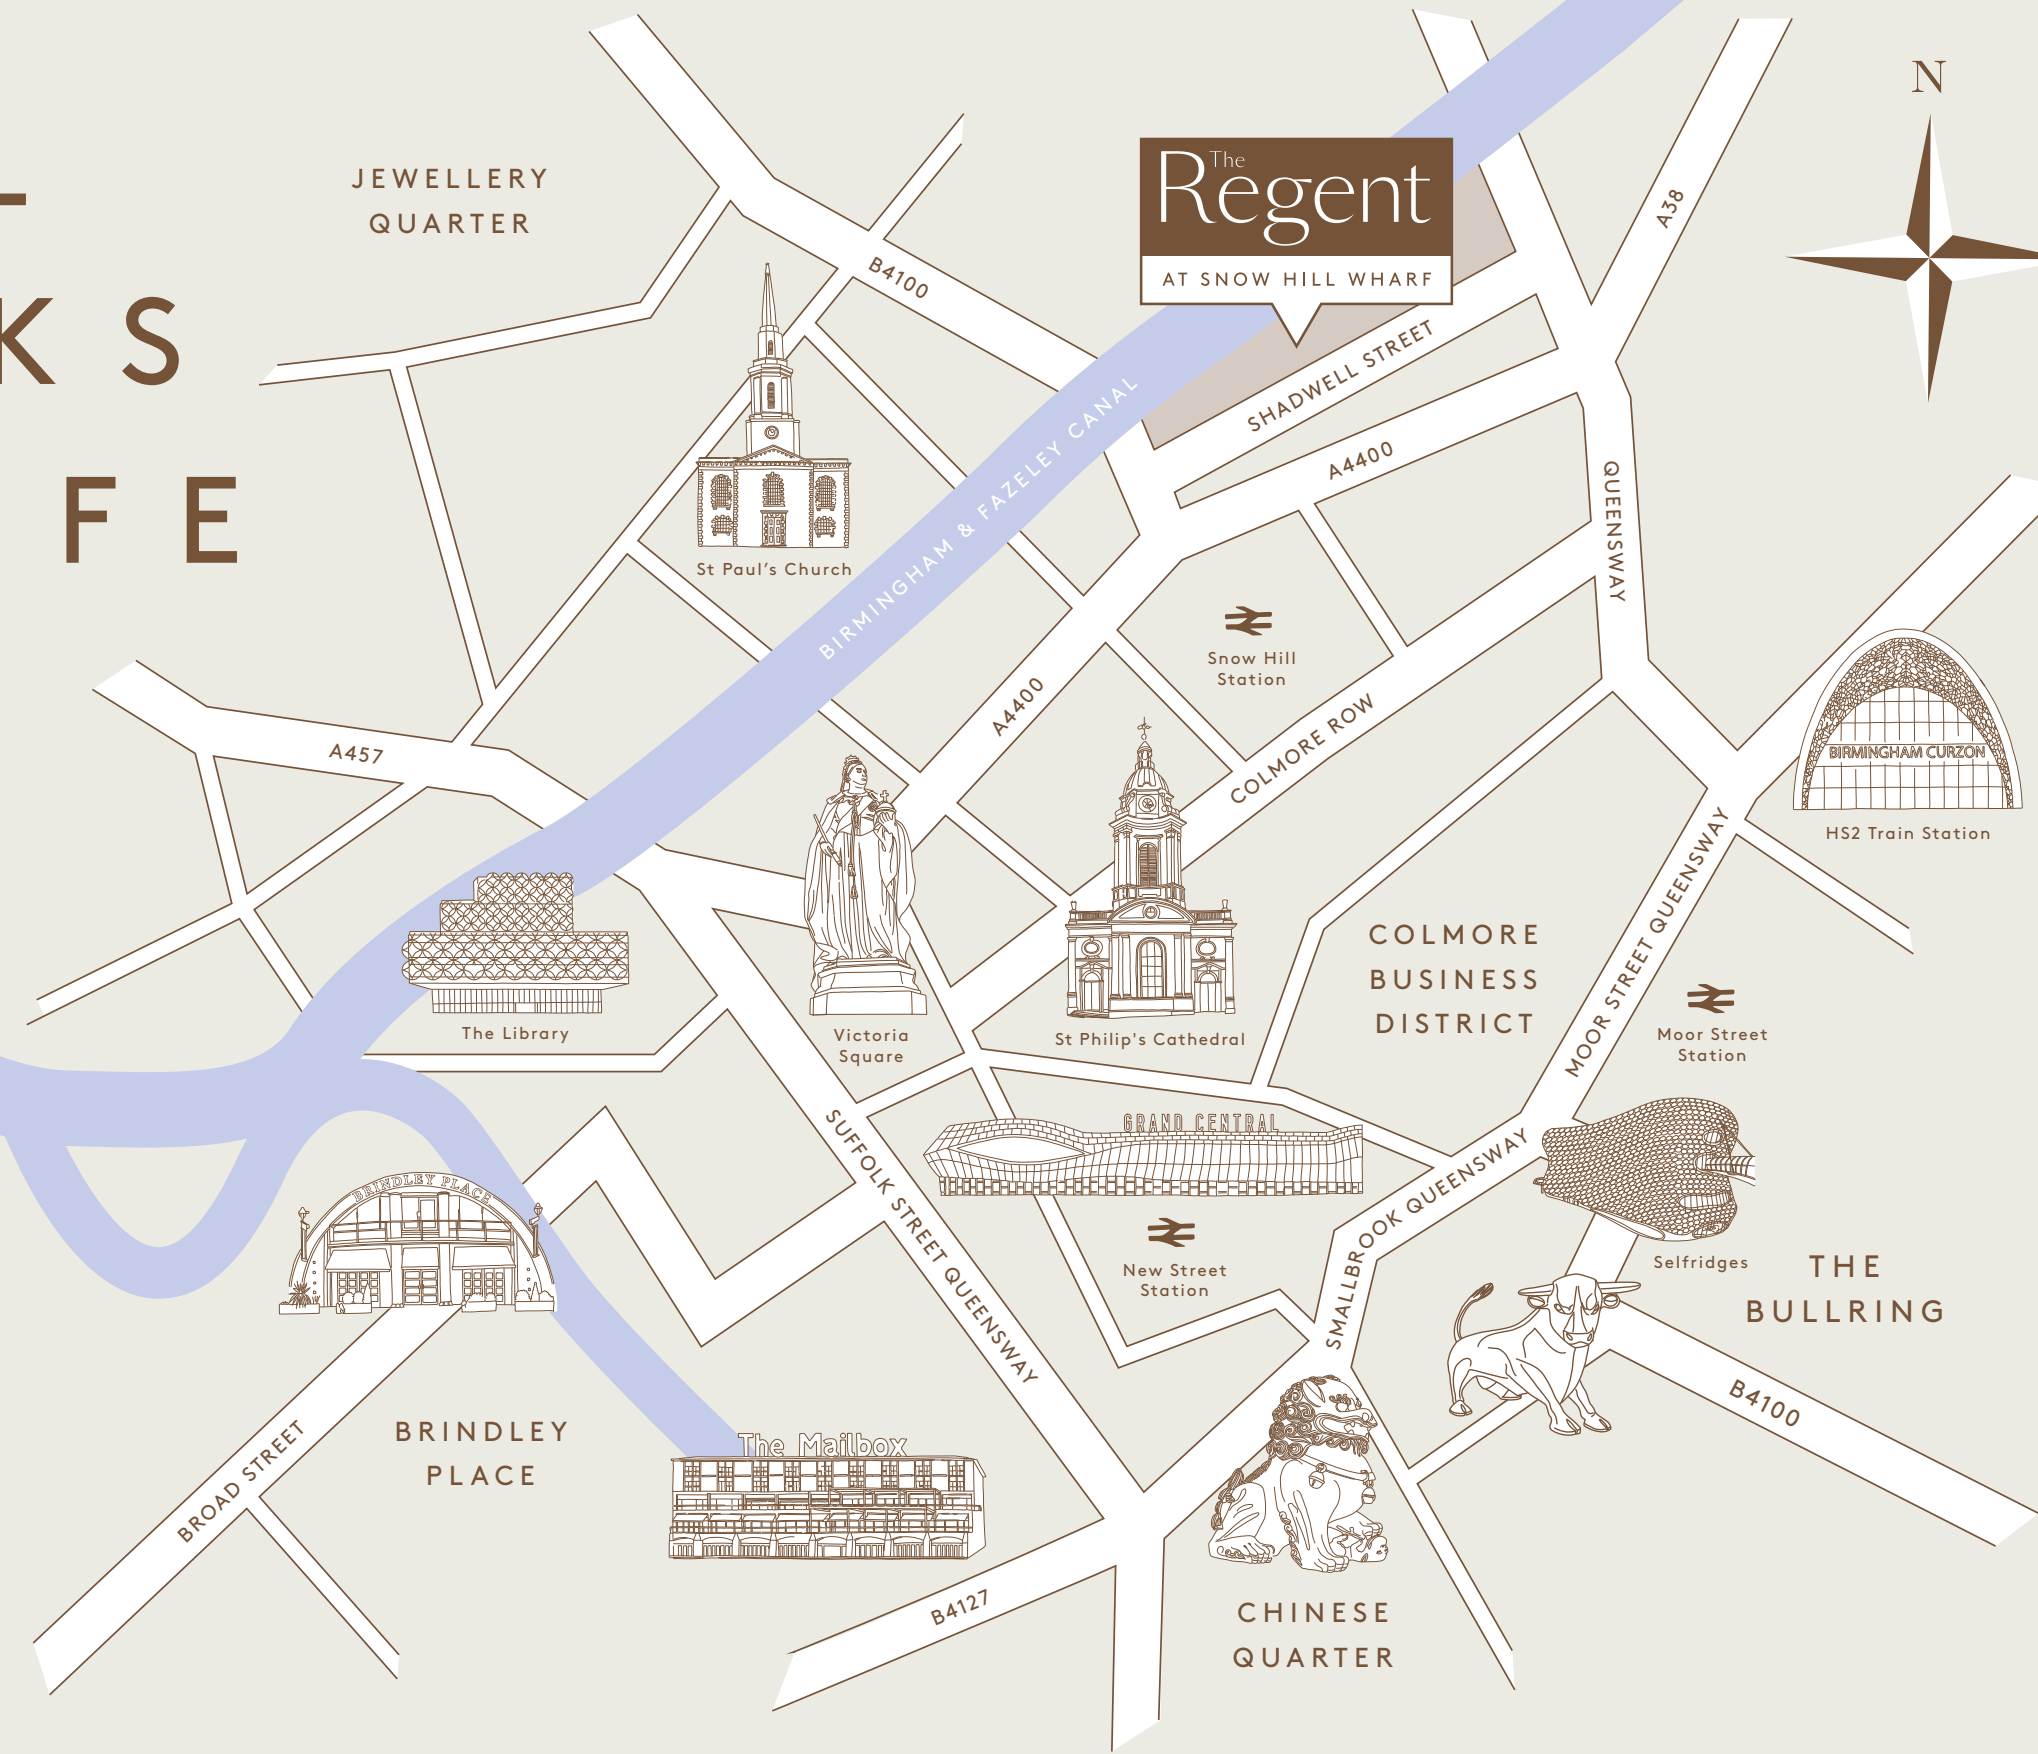 N
JEWELLERY
QUARTER
The
Regent
AT SNOW HILL WHARF
A38
B4100
K S
SHADWELL STREET
BIRMINGHAM & FAZELEY CANAL
A4400
QUEENSWAY
F E
St Paul's Church
Snow Hill
Station
A4400
COLMORE ROW
A457
BIRMINGHAM CURZON
HS2 Train Station
MOOR STREET QUEENSWAY
COLMORE
BUSINESS
DISTRICT
The Library
Victoria
Square
St Philip's Cathedral
Moor Street
Station
GRAND CENTRAL
SUFFOLK STREET QUEENSWAY
SMALLBROOK QUEENSWAY
BRINDLEY PLACE
New Street
Station
Selfridges
THE
BULLRING
B4100
BROAD STREET
BRINDLEY
PLACE
The Mailbox
B4127
CHINESE
QUARTER